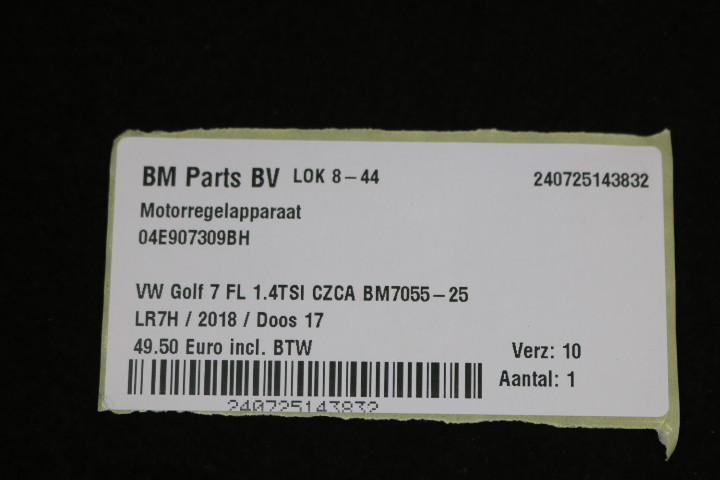 BM Parts BV LOK 8-44 240725143832
Motorregelapparaat
04E907309BH
VW Golf 7 FL 1.4TSI CZCA BM7055-25
LR7H / 2018 / Doos 17
49.50 Euro incl. BTW Verz: 10
Aantal: 1
240725143832